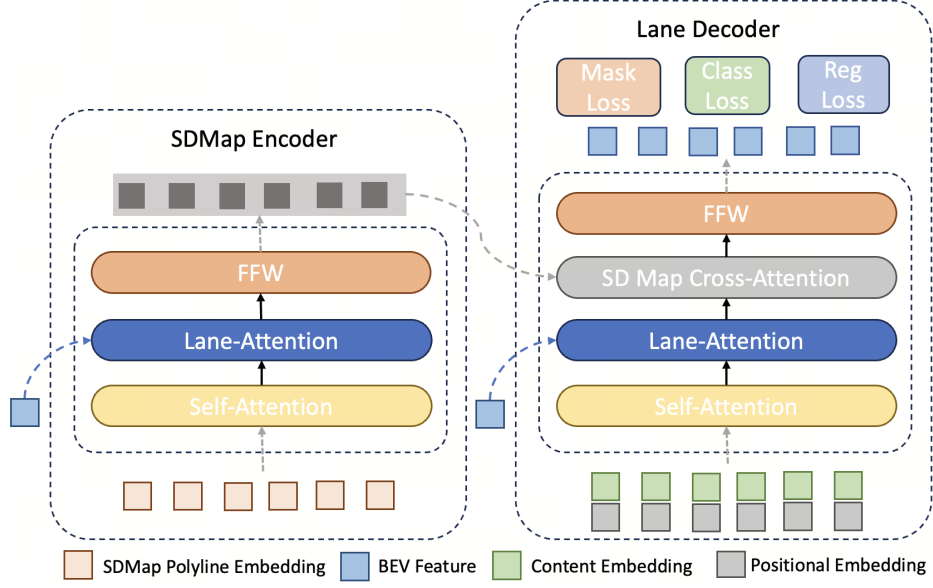 Lane Decoder
Mask
Loss
Class
Loss
Reg
Loss
SDMap Encoder
FFW
FFW
SD Map Cross-Attention
Lane-Attention
Lane-Attention
Self-Attention
Self-Attention
SDMap Polyline Embedding
BEV Feature
Content Embedding
Positional Embedding